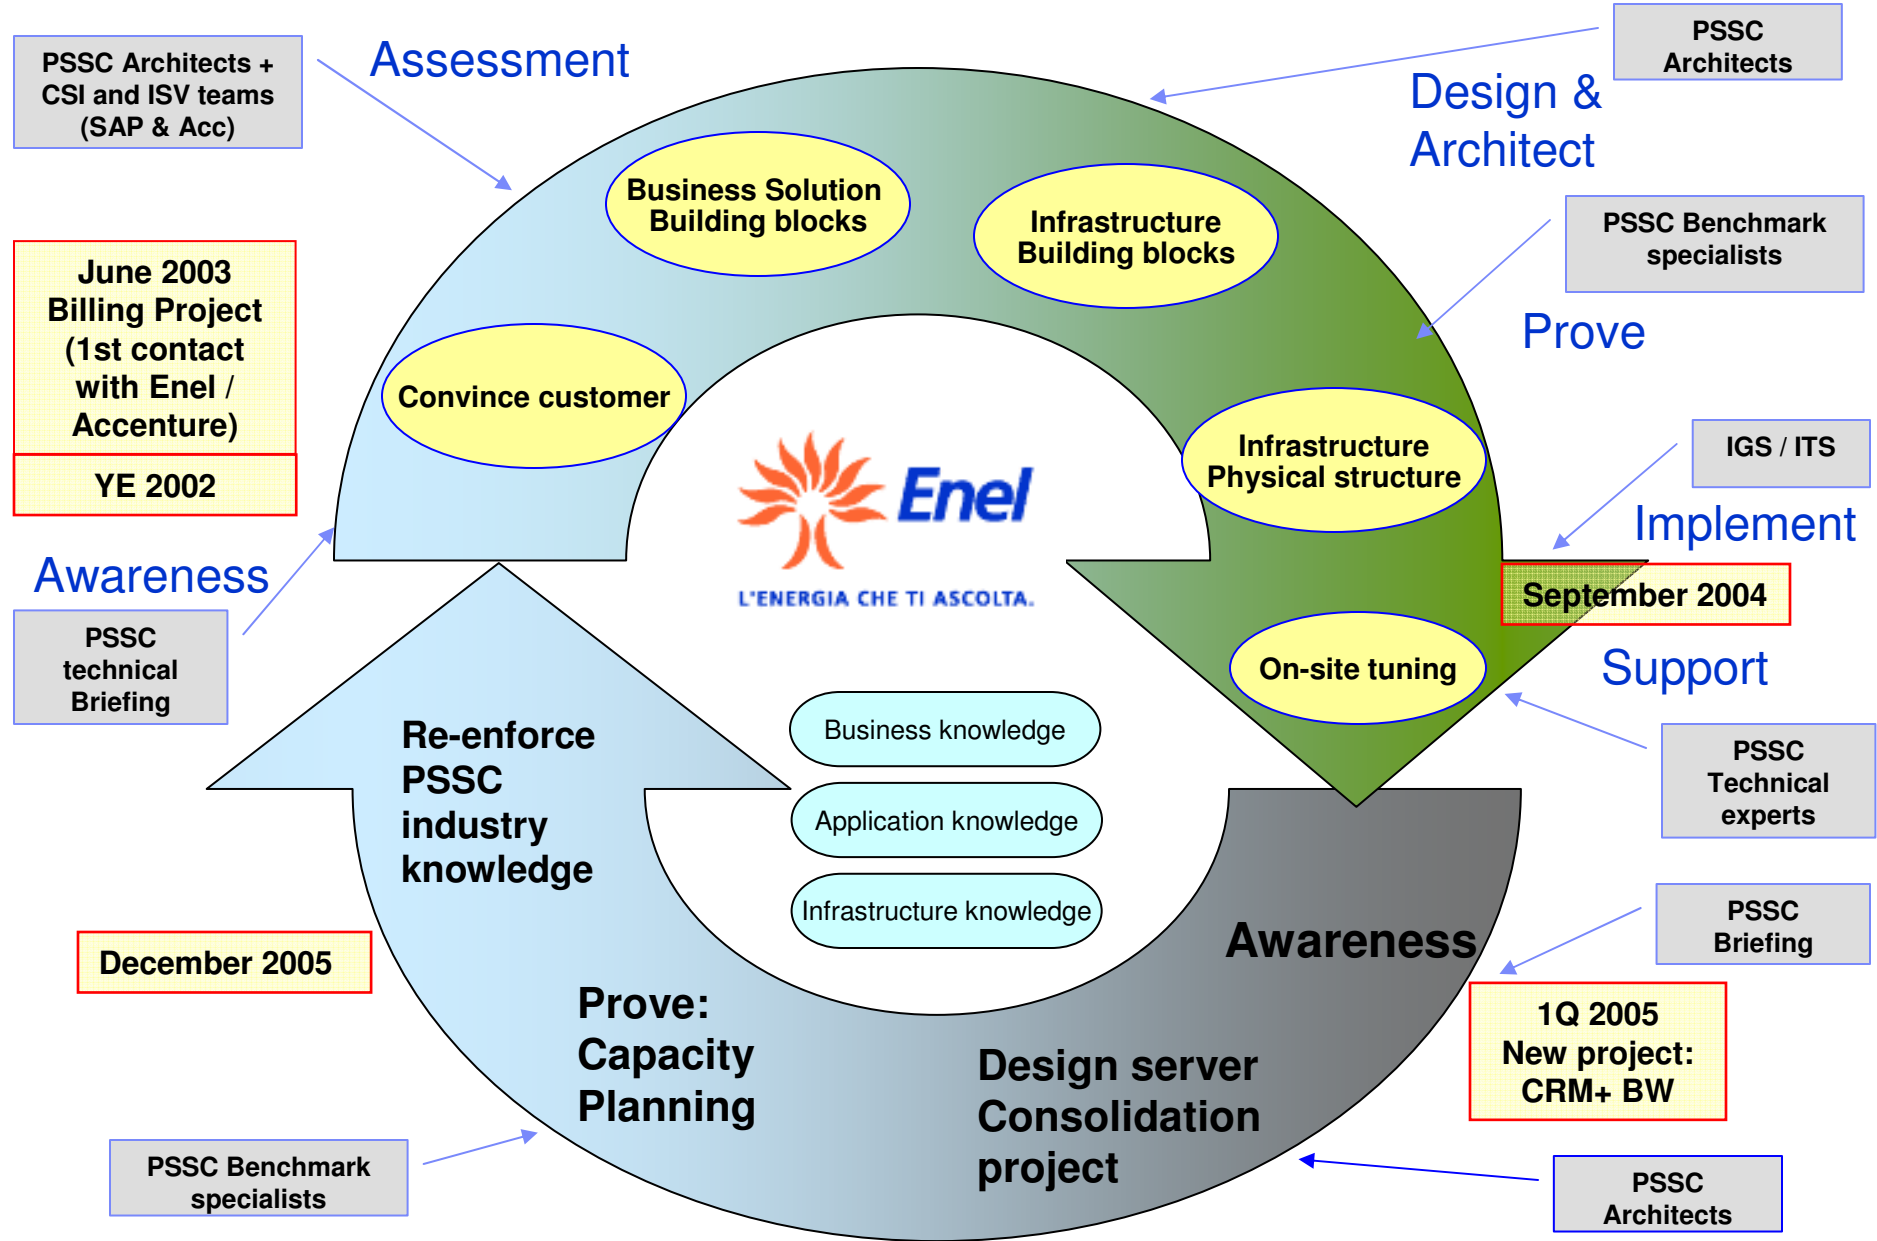 PSSC Architects +
CSI and ISV teams
(SAP & Acc)
Assessment
PSSC
Architects
Design &
Architect
Business Solution
Building blocks
Infrastructure
Building blocks
PSSC Benchmark
specialists
June 2003
Billing Project
(1st contact
with Enel /
Accenture)
YE 2002
Prove
Convince customer
Infrastructure
Physical structure
IGS / ITS
Enel
L'ENERGIA CHE TI ASCOLTA.
Implement
Awareness
September 2004
PSSC
technical
Briefing
On-site tuning
Support
Re-enforce
PSSC
industry
knowledge
Business knowledge
Application knowledge
Infrastructure knowledge
PSSC
Technical
experts
PSSC
Briefing
Awareness
December 2005
1Q 2005
New project:
CRM+ BW
Prove:
Capacity
Planning
Design server
Consolidation
project
PSSC Benchmark
specialists
PSSC
Architects